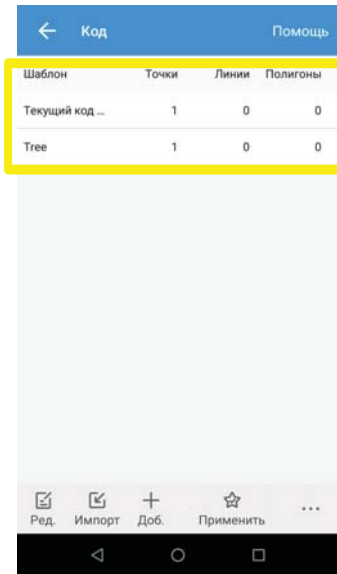 Код Помощь
Шаблон Точки Линии Полигоны
Текущий код ... 1 0 0
Tree 1 0 0
Ред. Импорт Доб. Применить ...